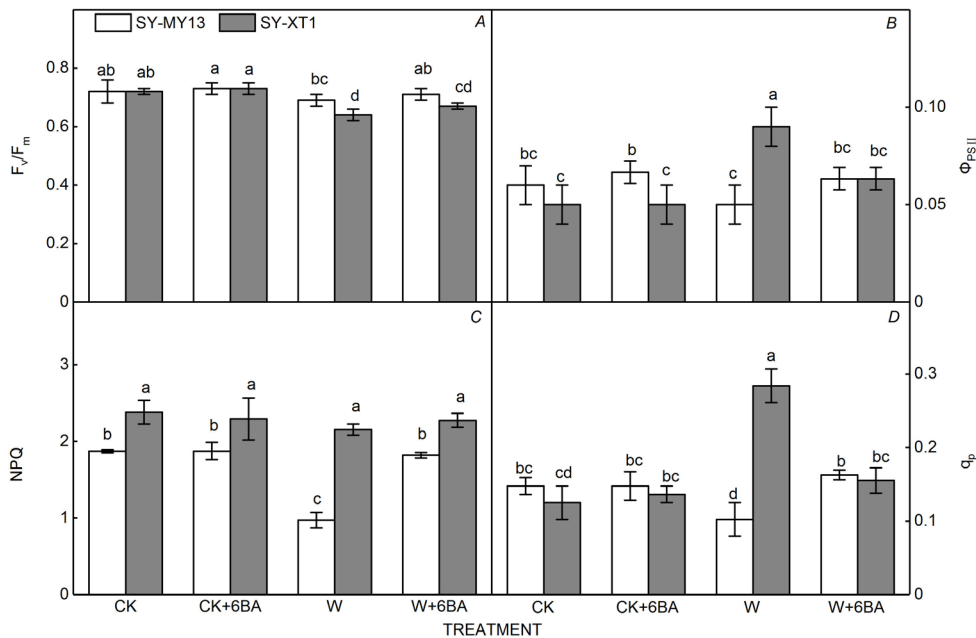 SY-MY13 SY-XT1 A
B
ab ab a a bc d ab cd
0.8
0.6
0.4
0.2
0
Fv/Fm
bc c b c c a bc bc
0.10
0.05
0
ΦPSII
C
3
2
1
0
NPQ
b a b a c a b a
D
0.3
0.2
0.1
0
qp
bc cd bc bc d a b bc
CK CK+6BA W W+6BA CK CK+6BA W W+6BA
TREATMENT